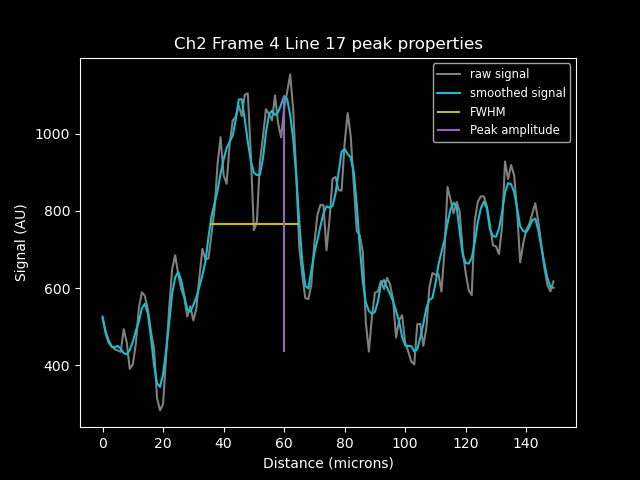 Ch2 Frame 4 Line 17 peak properties
raw signal
smoothed signal
FWHM
Peak amplitude
Signal (AU)
1000
800
600
400
0 20 40 60 80 100 120 140
Distance (microns)